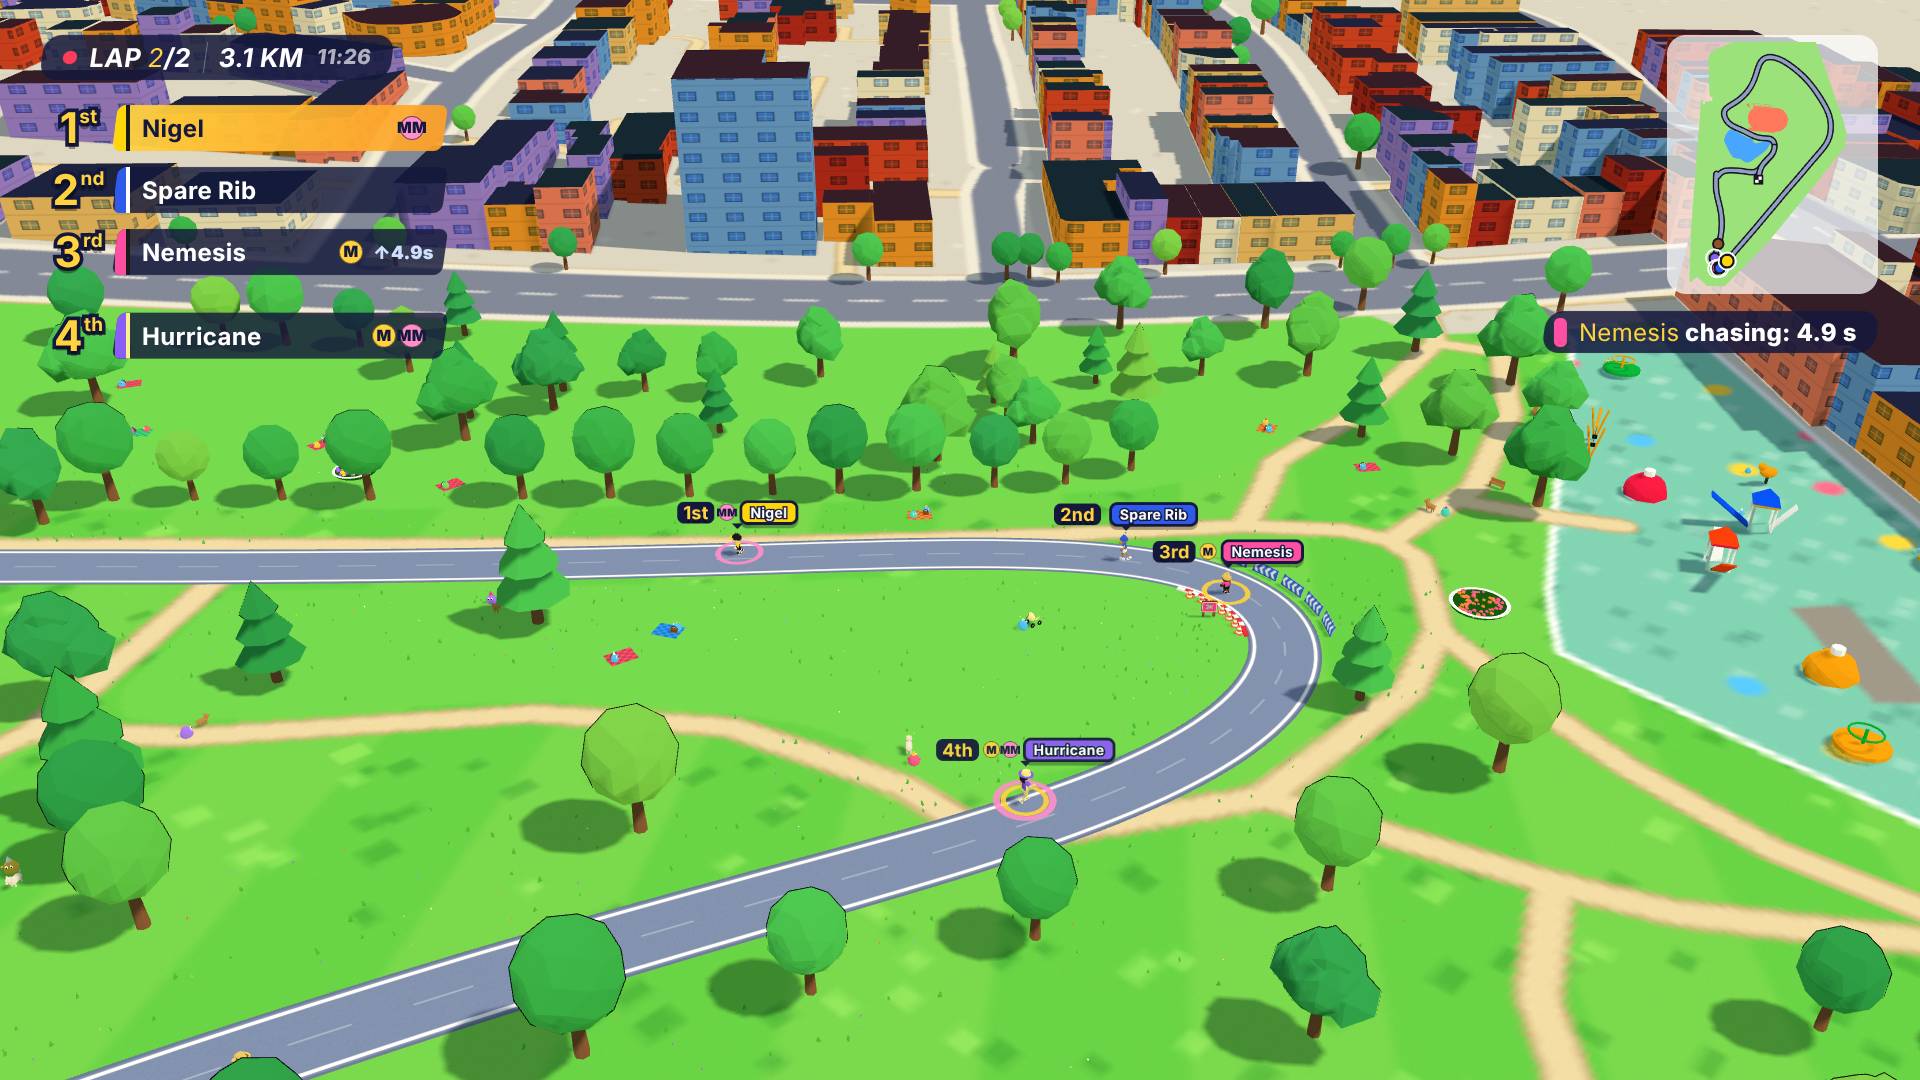 LAP 2/2 3.1 KM 11:26
1st Nigel MM
2nd Spare Rib
3rd Nemesis M ↑4.9s
4th Hurricane M MM
Nemesis chasing: 4.9 s
1st MM Nigel
2nd Spare Rib
3rd M Nemesis
4th M MM Hurricane